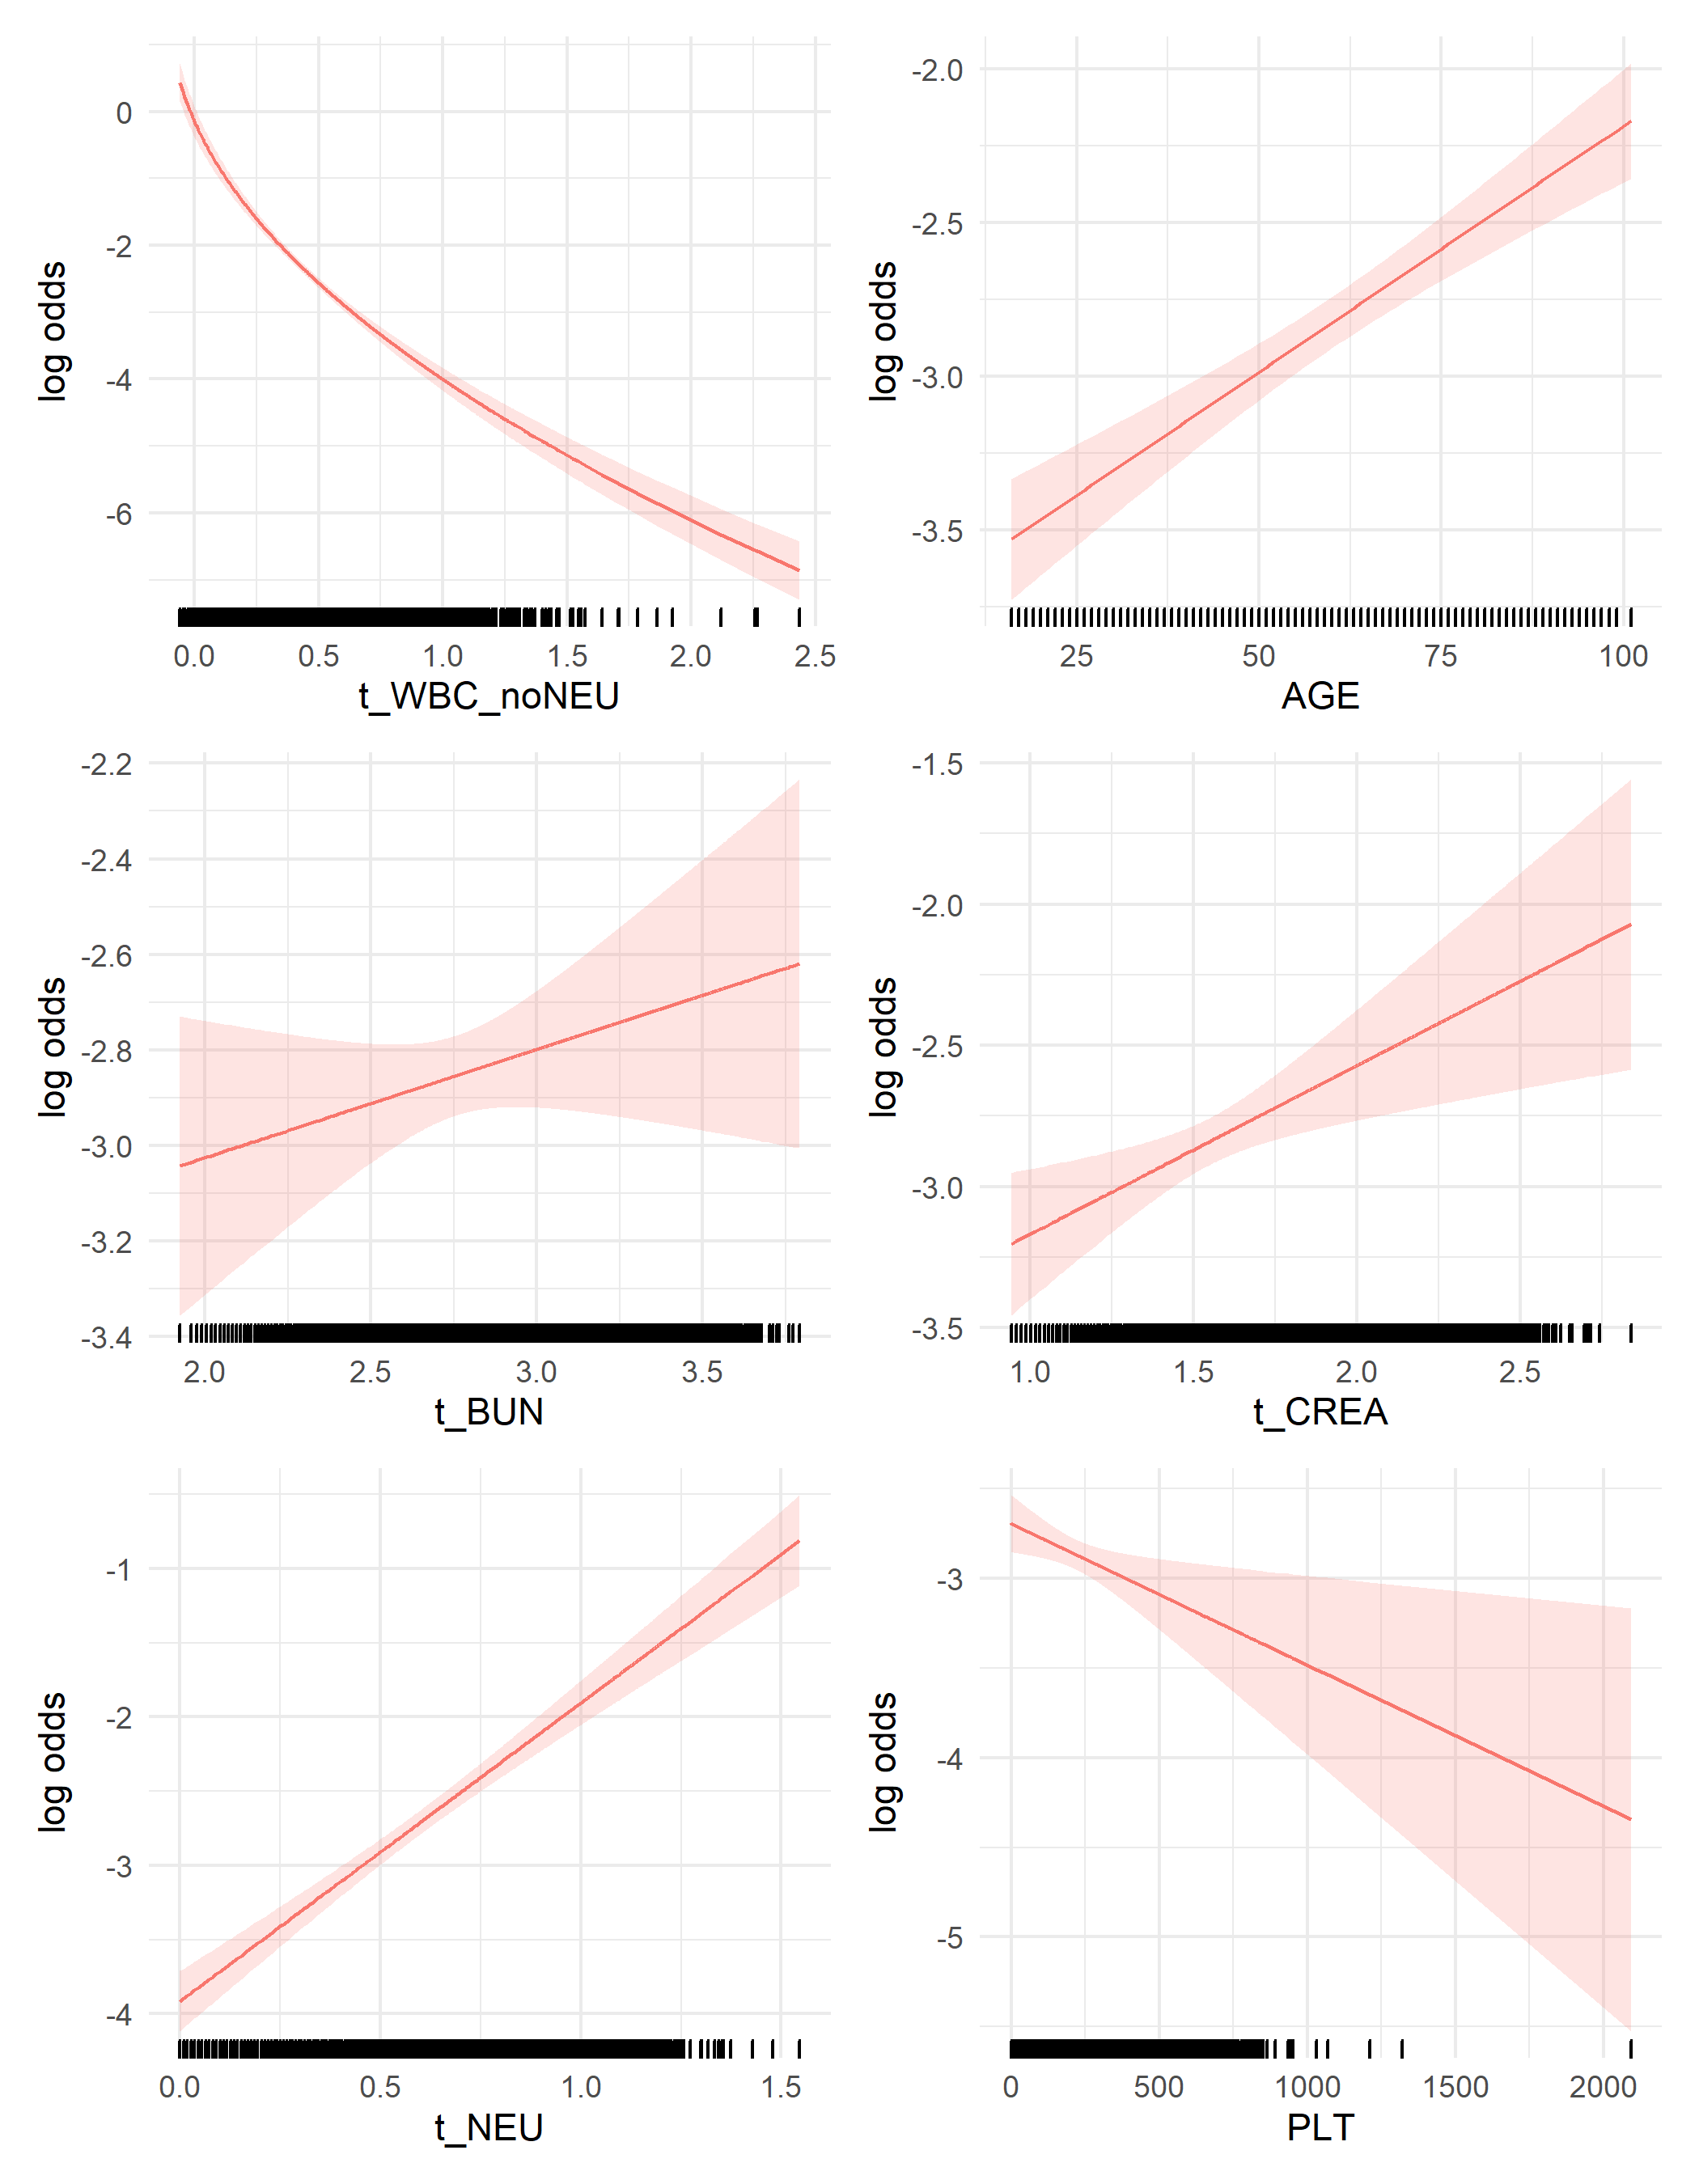 log odds
0
-2
-4
-6
0.0 0.5 1.0 1.5 2.0 2.5
t_WBC_noNEU
log odds
-2.0
-2.5
-3.0
-3.5
25 50 75 100
AGE
log odds
-2.2
-2.4
-2.6
-2.8
-3.0
-3.2
-3.4
2.0 2.5 3.0 3.5
t_BUN
log odds
-1.5
-2.0
-2.5
-3.0
-3.5
1.0 1.5 2.0 2.5
t_CREA
log odds
-1
-2
-3
-4
0.0 0.5 1.0 1.5
t_NEU
log odds
-3
-4
-5
0 500 1000 1500 2000
PLT